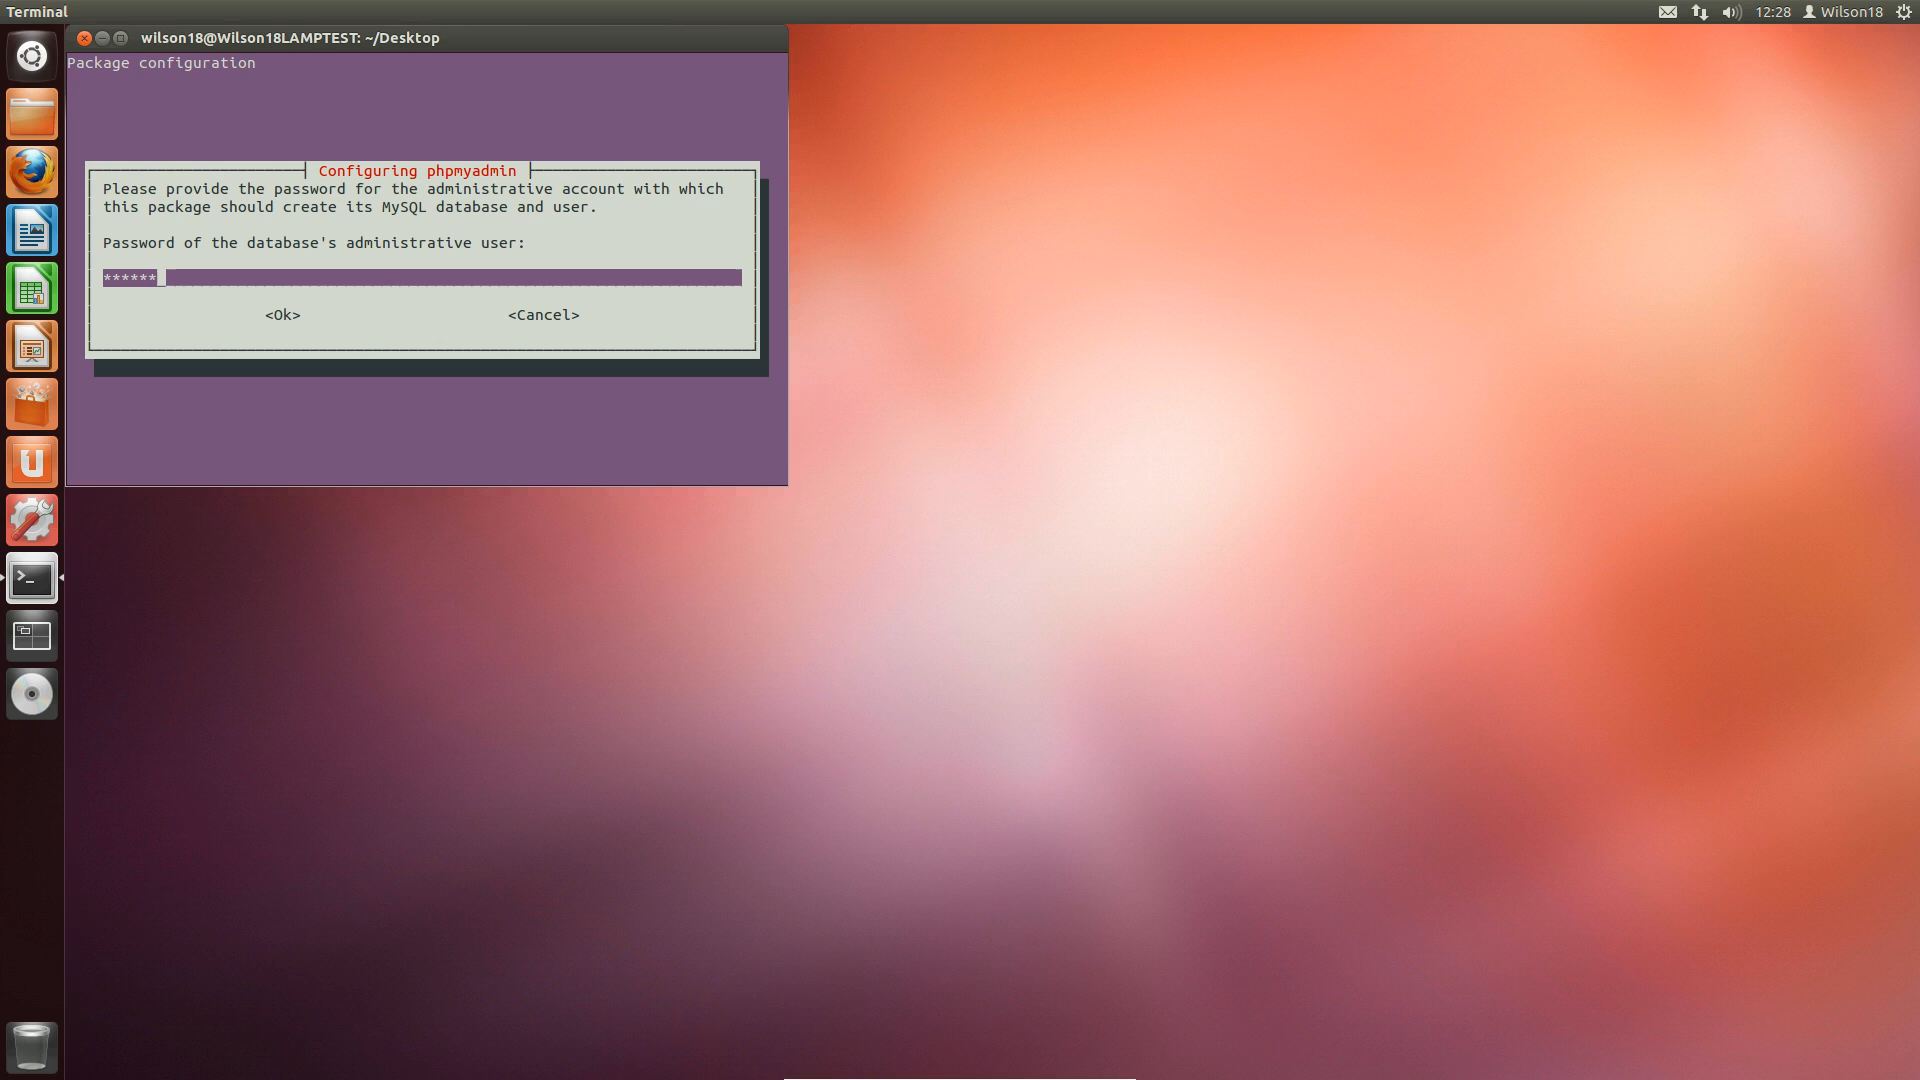 Terminal
12:28
Wilson18
wilson18@Wilson18LAMPTEST: ~/Desktop
Package configuration
Configuring phpmyadmin
Please provide the password for the administrative account with which
this package should create its MySQL database and user.
Password of the database's administrative user:
******
<Ok> <Cancel>